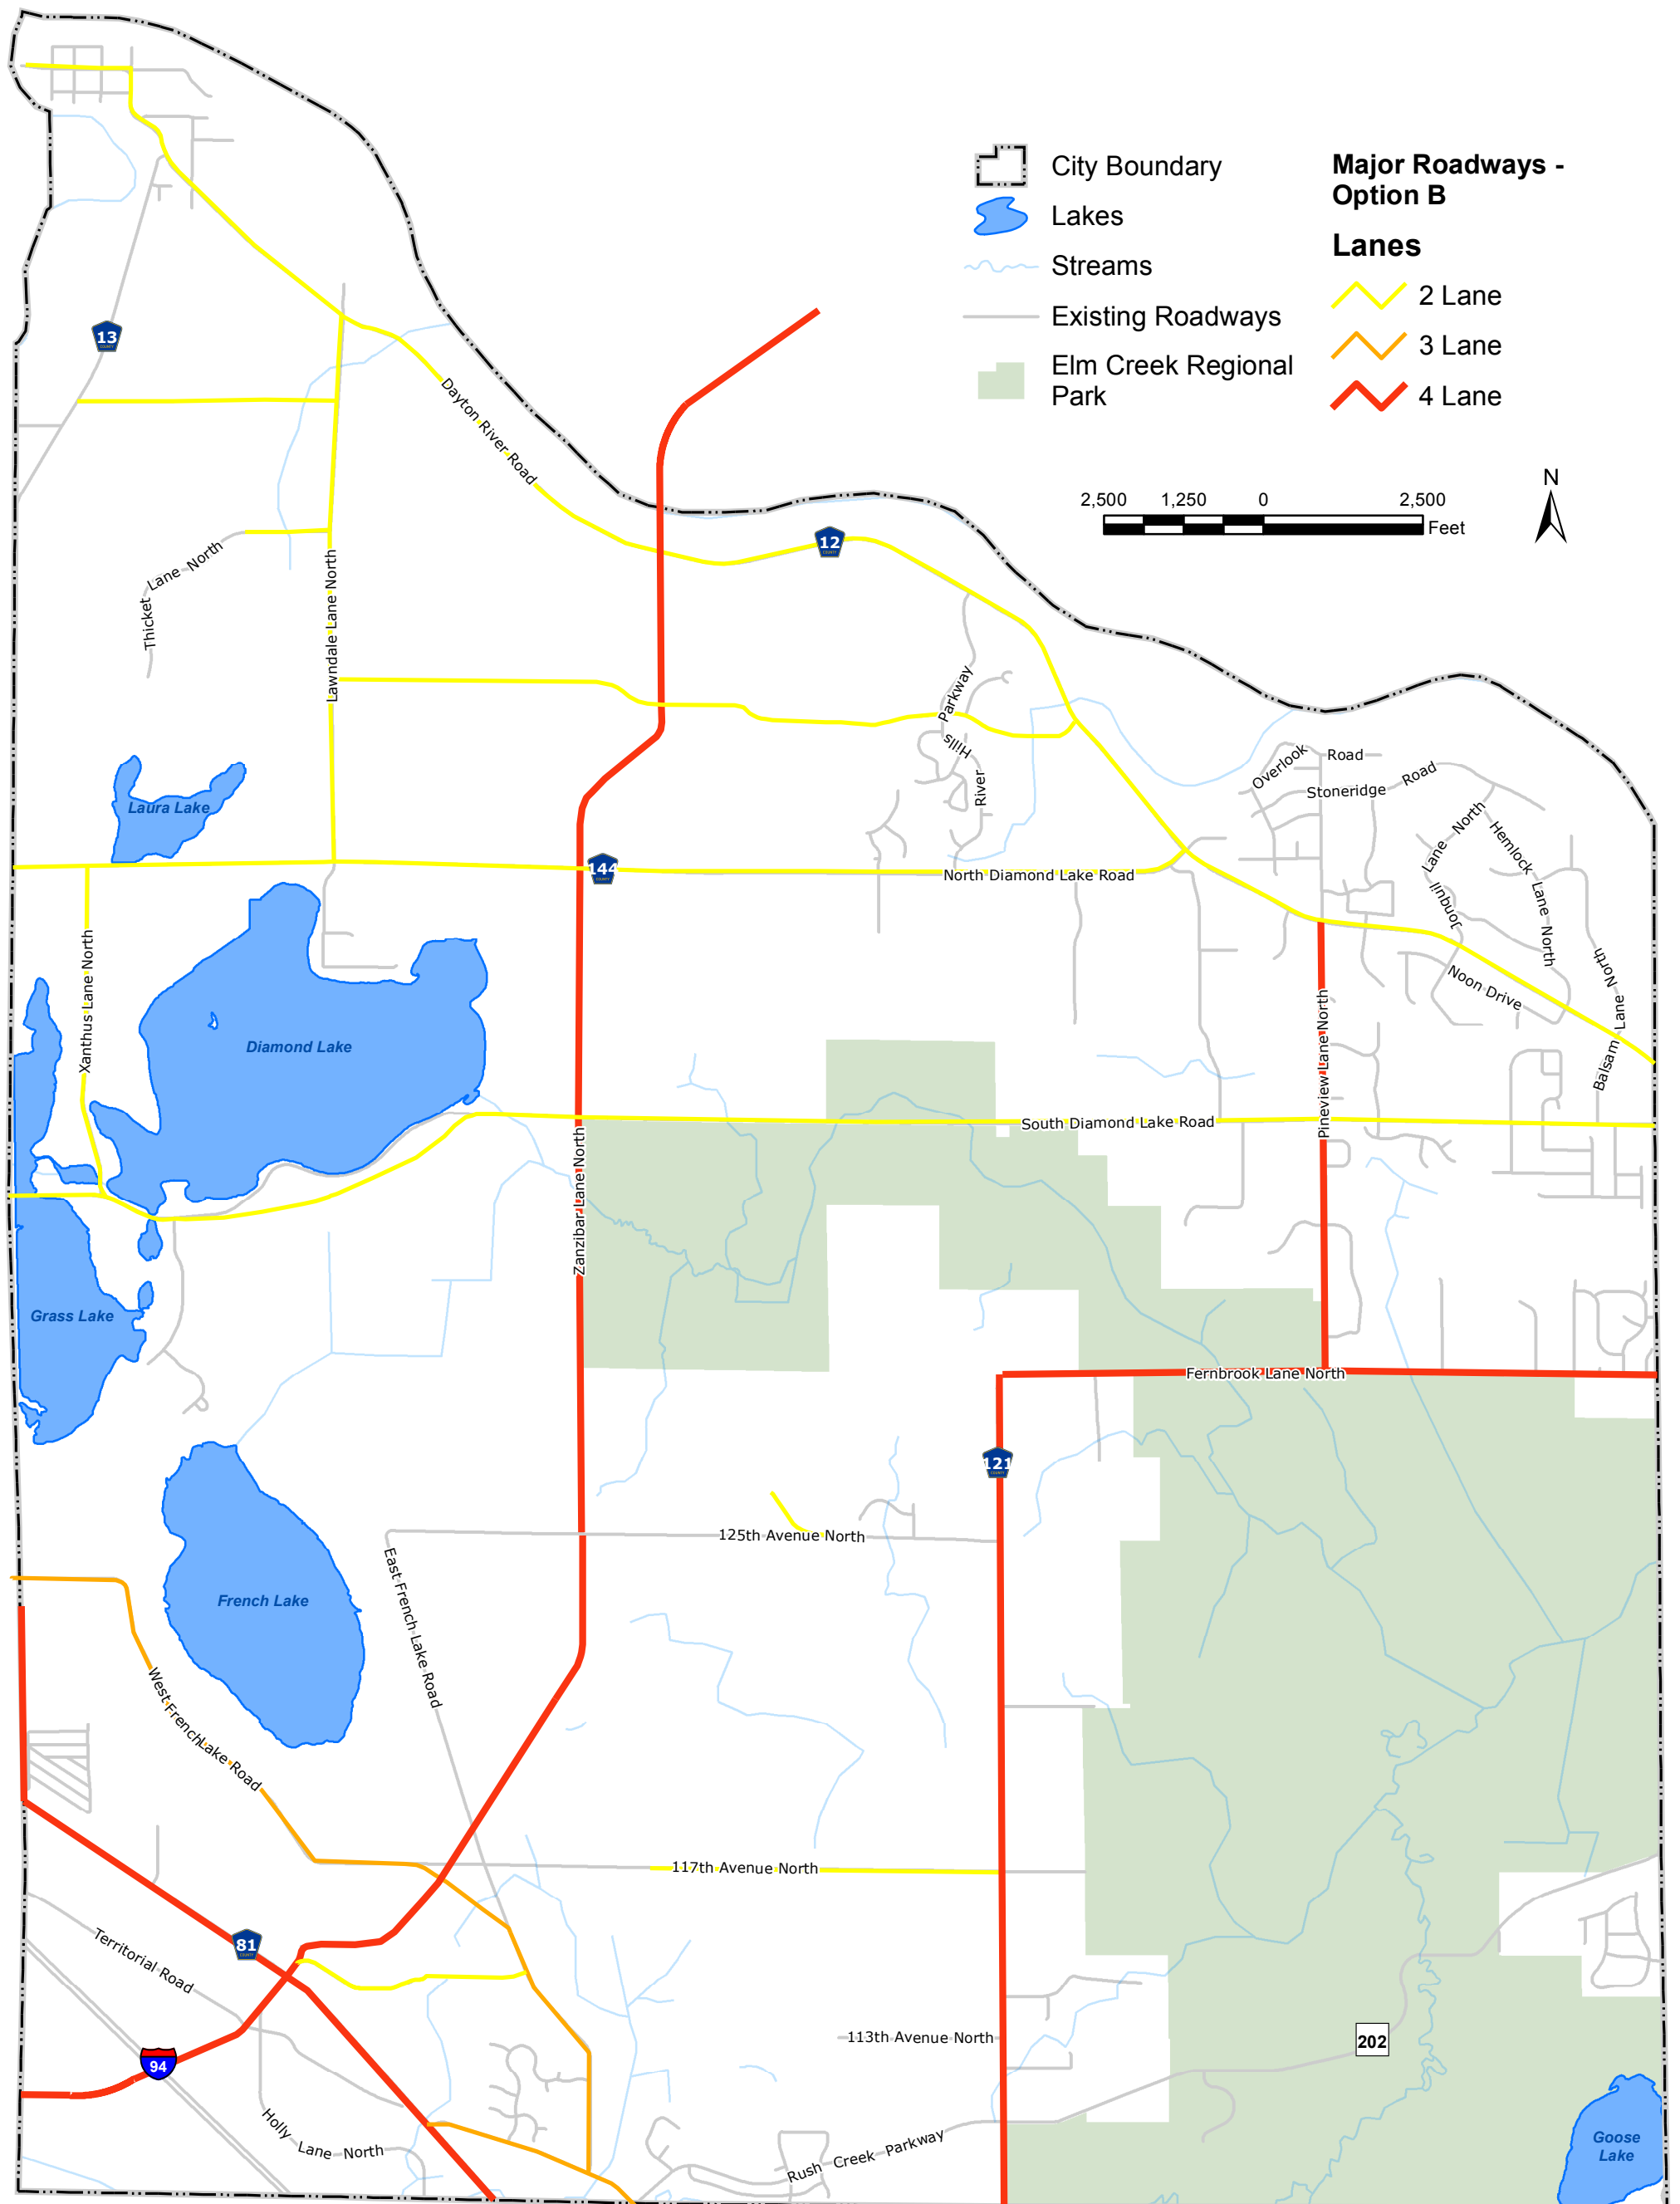 City Boundary
Lakes
Streams
Existing Roadways
Elm Creek Regional
Park
Major Roadways -
Option B
Lanes
2 Lane
3 Lane
4 Lane
N
2,500 1,250 0 2,500
Feet
13
Dayton River Road
12
Thicket Lane North
Lawndale Lane North
River Hills Parkway
Overlook Road
Stoneridge Road
Jonquil Lane North
Hemlock Lane North
Laura Lake
144
North Diamond Lake Road
Xanthus Lane North
Diamond Lake
Noon Drive
Balsam Lane North
Pineview Lane North
South Diamond Lake Road
Zanzibar Lane North
Grass Lake
Fernbrook Lane North
121
125th Avenue North
East French Lake Road
French Lake
West French Lake Road
117th Avenue North
81
Territorial Road
94
113th Avenue North
202
Holly Lane North
Rush Creek Parkway
Goose
Lake